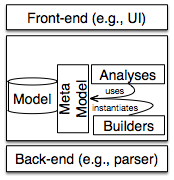 Front-end (e.g., UI)
Model
Meta
Model
Analyses
uses
instantiates
Builders
Back-end (e.g., parser)